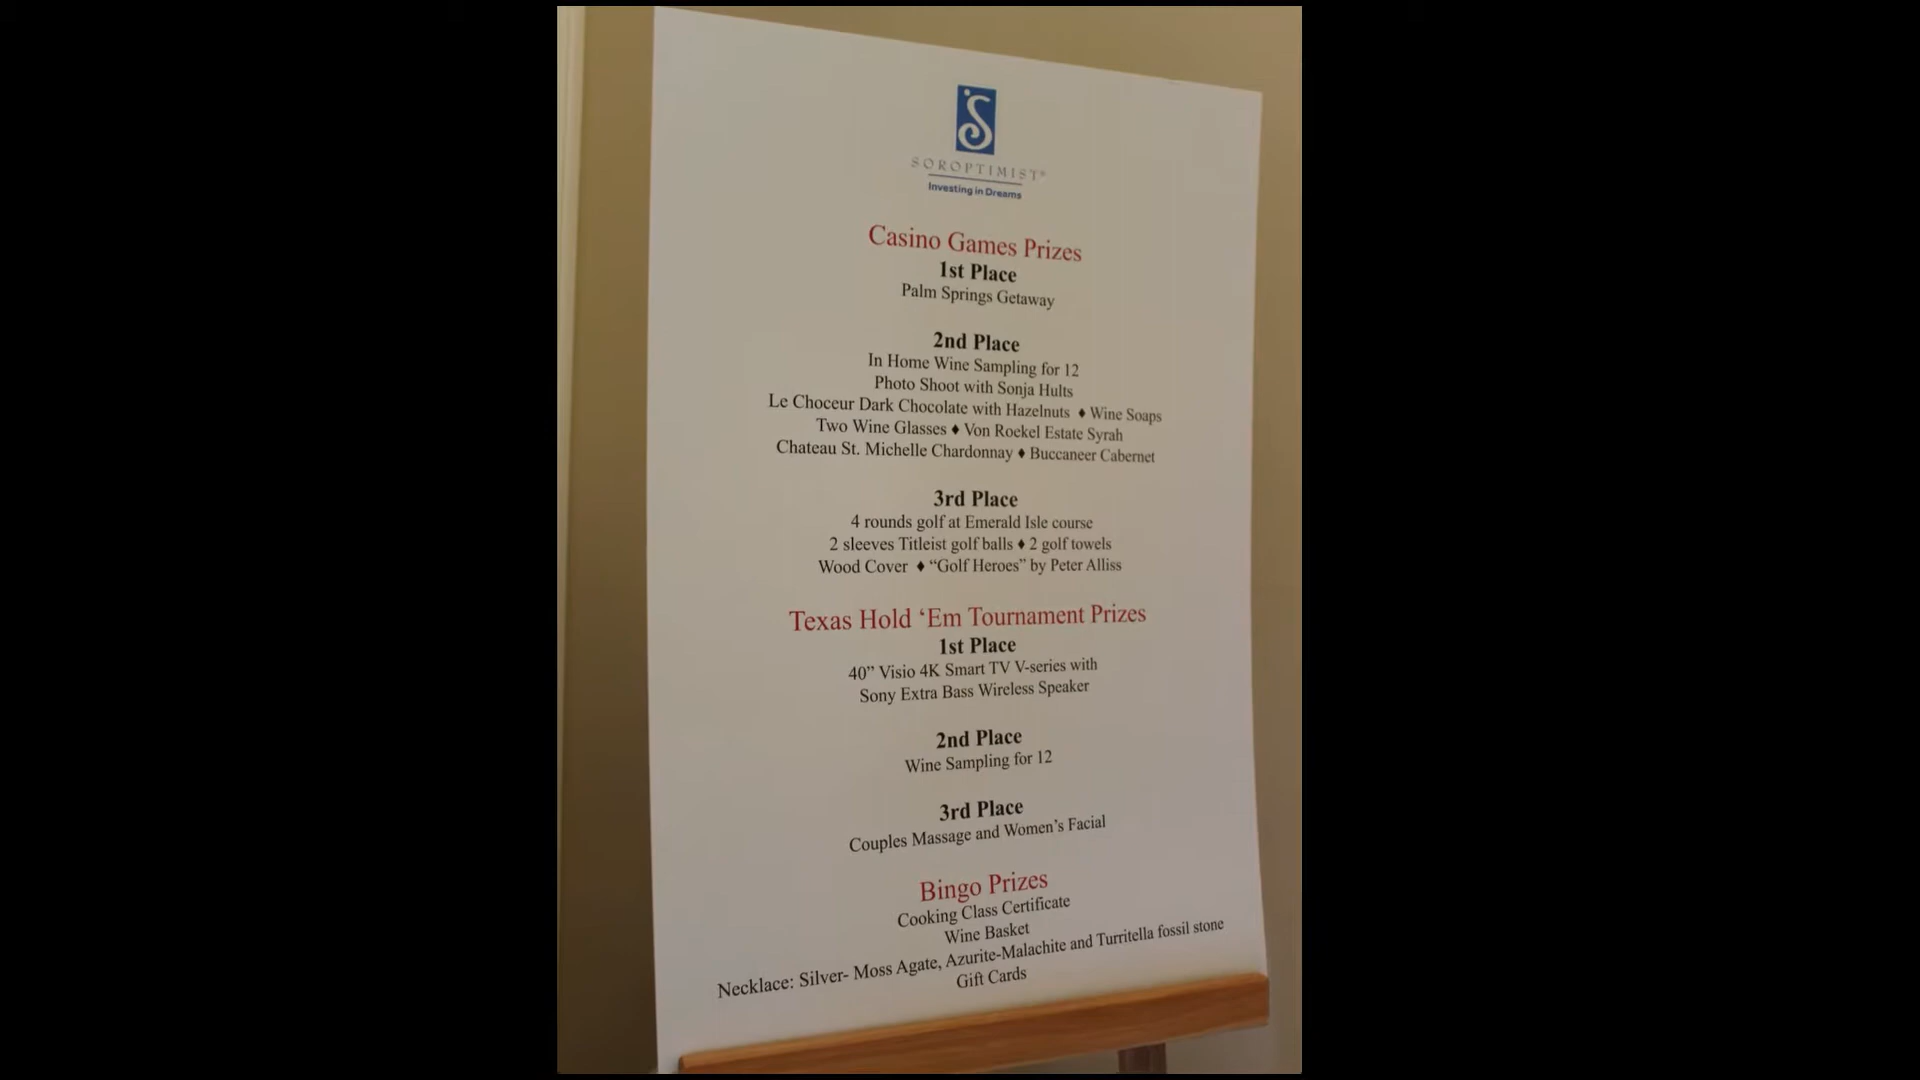 S
SOROPTIMIST®
Investing in Dreams
Casino Games Prizes
1st Place
Palm Springs Getaway
2nd Place
In Home Wine Sampling for 12
Photo Shoot with Sonja Hults
Le Choceur Dark Chocolate with Hazelnuts ♦ Wine Soaps
Two Wine Glasses ♦ Von Roekel Estate Syrah
Chateau St. Michelle Chardonnay ♦ Buccaneer Cabernet
3rd Place
4 rounds golf at Emerald Isle course
2 sleeves Titleist golf balls ♦ 2 golf towels
Wood Cover ♦ “Golf Heroes” by Peter Alliss
Texas Hold ‘Em Tournament Prizes
1st Place
40” Visio 4K Smart TV V-series with
Sony Extra Bass Wireless Speaker
2nd Place
Wine Sampling for 12
3rd Place
Couples Massage and Women’s Facial
Bingo Prizes
Cooking Class Certificate
Wine Basket
Necklace: Silver- Moss Agate, Azurite-Malachite and Turritella fossil stone
Gift Cards